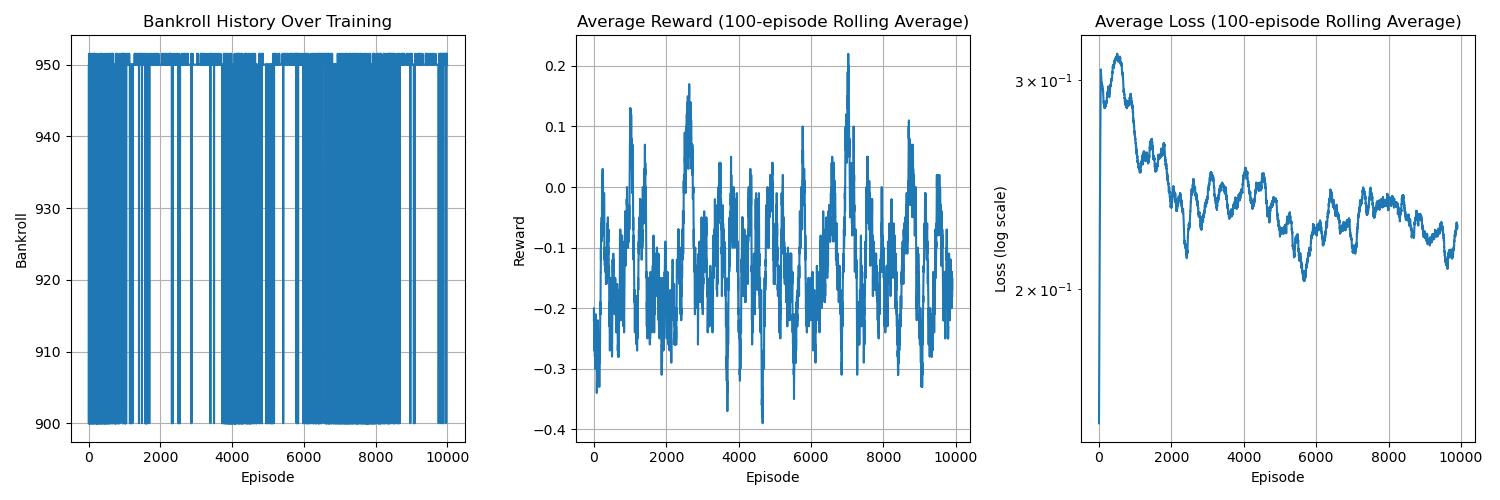 Bankroll History Over Training
Bankroll
950
940
930
920
910
900
0 2000 4000 6000 8000 10000
Episode
Average Reward (100-episode Rolling Average)
Reward
0.2
0.1
0.0
−0.1
−0.2
−0.3
−0.4
0 2000 4000 6000 8000 10000
Episode
Average Loss (100-episode Rolling Average)
Loss (log scale)
3 × 10⁻¹
2 × 10⁻¹
0 2000 4000 6000 8000 10000
Episode